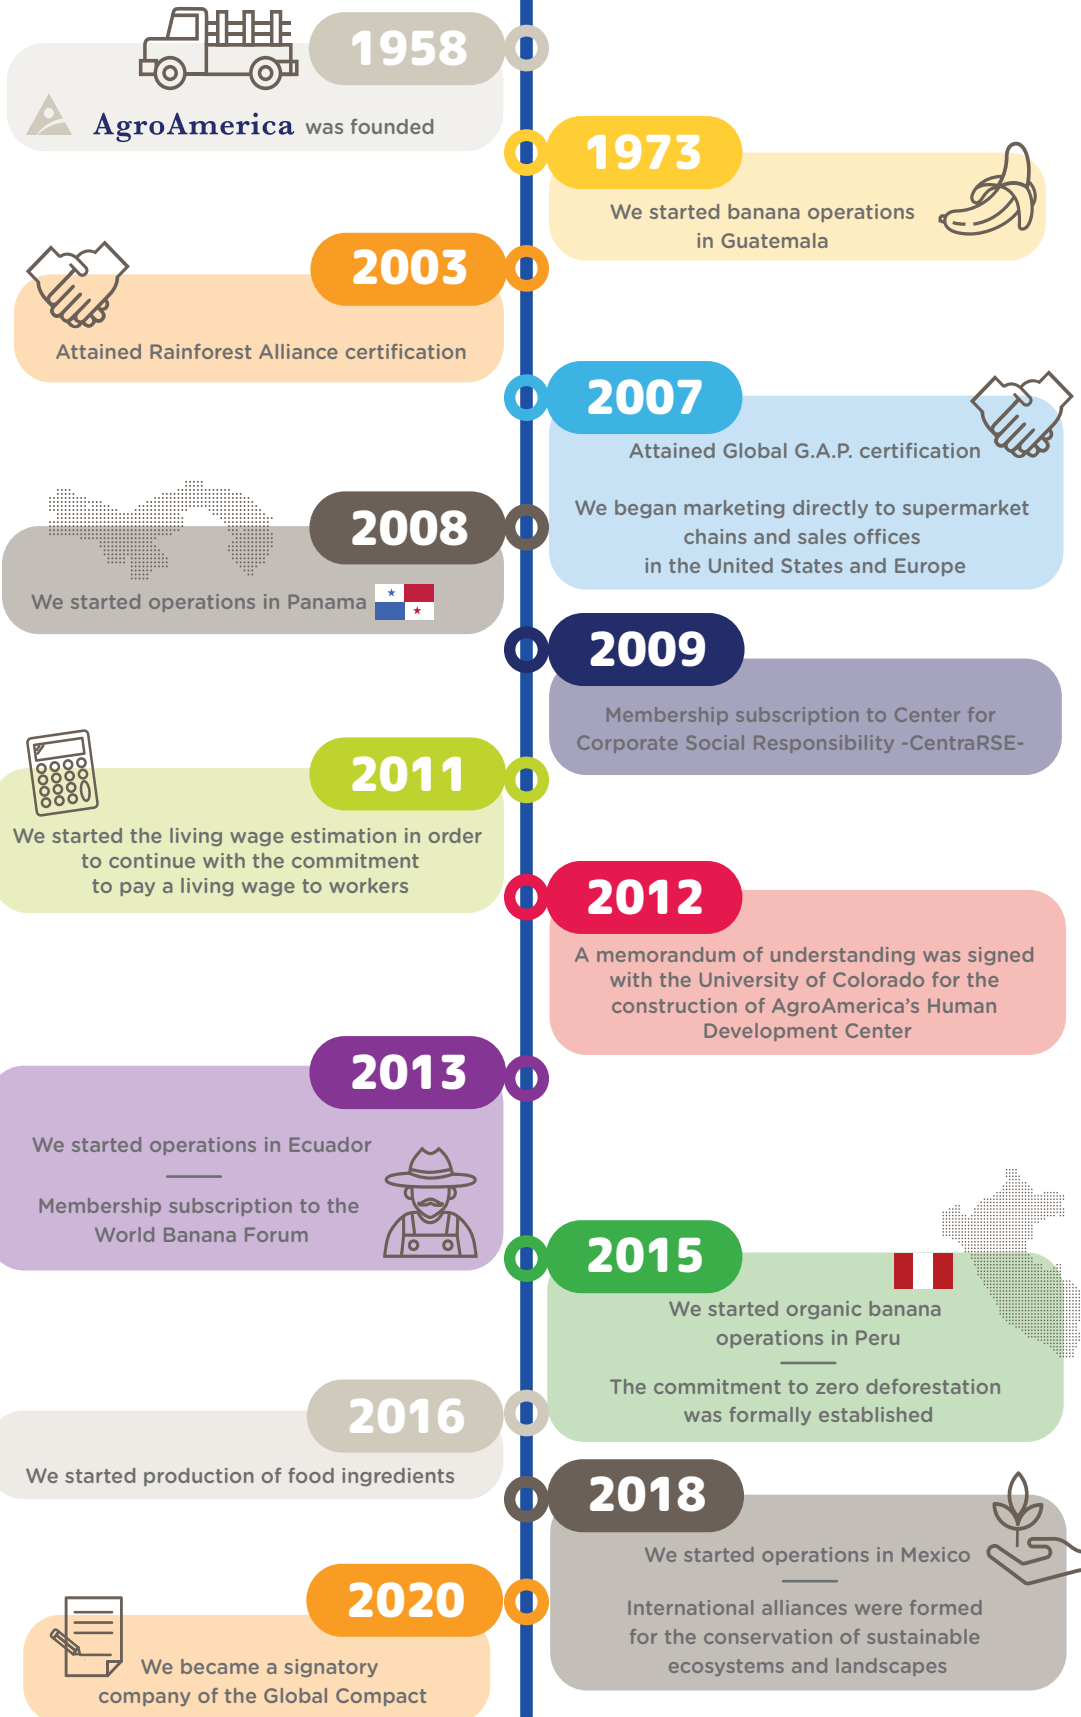 1958
AgroAmerica was founded
1973
We started banana operations
in Guatemala
2003
Attained Rainforest Alliance certification
2007
Attained Global G.A.P. certification
We began marketing directly to supermarket
chains and sales offices
in the United States and Europe
2008
We started operations in Panama
2009
Membership subscription to Center for
Corporate Social Responsibility -CentraRSE-
2011
We started the living wage estimation in order
to continue with the commitment
to pay a living wage to workers
2012
A memorandum of understanding was signed
with the University of Colorado for the
construction of AgroAmerica’s Human
Development Center
2013
We started operations in Ecuador
Membership subscription to the
World Banana Forum
2015
We started organic banana
operations in Peru
The commitment to zero deforestation
was formally established
2016
We started production of food ingredients
2018
We started operations in Mexico
International alliances were formed
for the conservation of sustainable
ecosystems and landscapes
2020
We became a signatory
company of the Global Compact